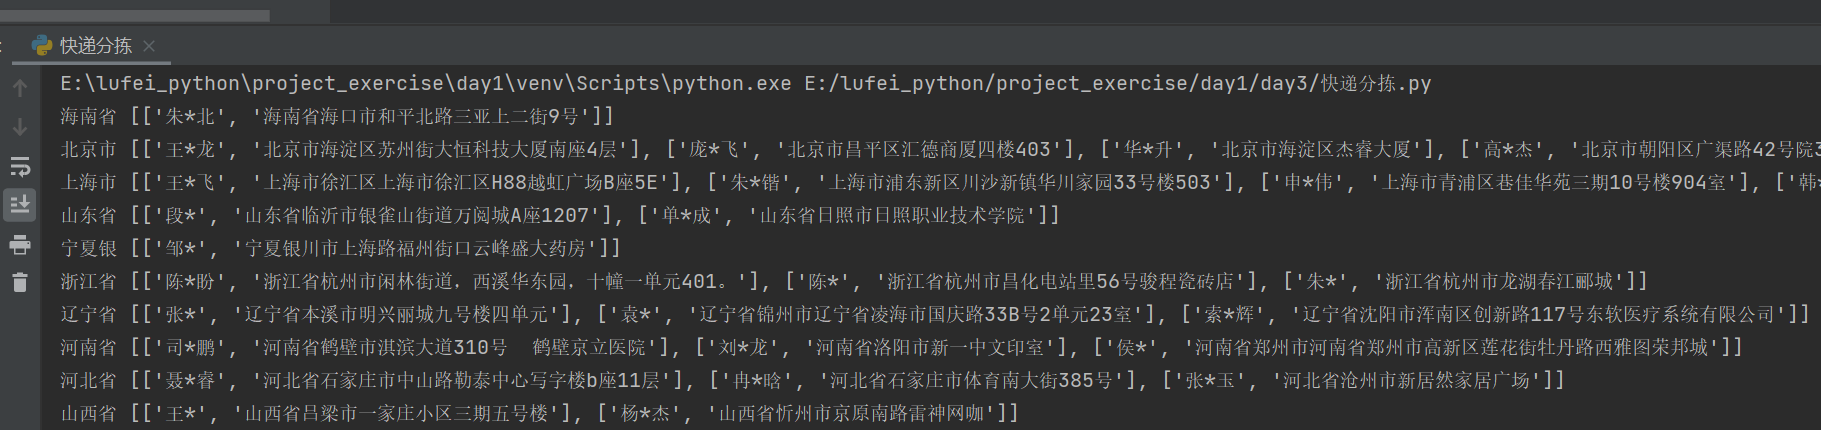 快递分拣
E:\lufei_python\project_exercise\day1\venv\Scripts\python.exe E:/lufei_python/project_exercise/day1/day3/快递分拣.py
海南省 [['朱*北', '海南省海口市和平北路三亚上二街9号']]
北京市 [['王*龙', '北京市海淀区苏州街大恒科技大厦南座4层'], ['庞*飞', '北京市昌平区汇德商厦四楼403'], ['华*升', '北京市海淀区杰睿大厦'], ['高*杰', '北京市朝阳区广渠路42号院3
上海市 [['王*飞', '上海市徐汇区上海市徐汇区H88越虹广场B座5E'], ['朱*锴', '上海市浦东新区川沙新镇华川家园33号楼503'], ['申*伟', '上海市青浦区巷佳华苑三期10号楼904室'], ['韩*
山东省 [['段*', '山东省临沂市银雀山街道万阅城A座1207'], ['单*成', '山东省日照市日照职业技术学院']]
宁夏银 [['邹*', '宁夏银川市上海路福州街口云峰盛大药房']]
浙江省 [['陈*盼', '浙江省杭州市闲林街道，西溪华东园，十幢一单元401。'], ['陈*', '浙江省杭州市昌化电站里56号骏程瓷砖店'], ['朱*', '浙江省杭州市龙湖春江郦城']]
辽宁省 [['张*', '辽宁省本溪市明兴丽城九号楼四单元'], ['袁*', '辽宁省锦州市辽宁省凌海市国庆路33B号2单元23室'], ['索*辉', '辽宁省沈阳市浑南区创新路117号东软医疗系统有限公司']]
河南省 [['司*鹏', '河南省鹤壁市淇滨大道310号  鹤壁京立医院'], ['刘*龙', '河南省洛阳市新一中文印室'], ['侯*', '河南省郑州市河南省郑州市高新区莲花街牡丹路西雅图荣邦城']]
河北省 [['聂*睿', '河北省石家庄市中山路勒泰中心写字楼b座11层'], ['冉*晗', '河北省石家庄市体育南大街385号'], ['张*玉', '河北省沧州市新居然家居广场']]
山西省 [['王*', '山西省吕梁市一家庄小区三期五号楼'], ['杨*杰', '山西省忻州市京原南路雷神网咖']]